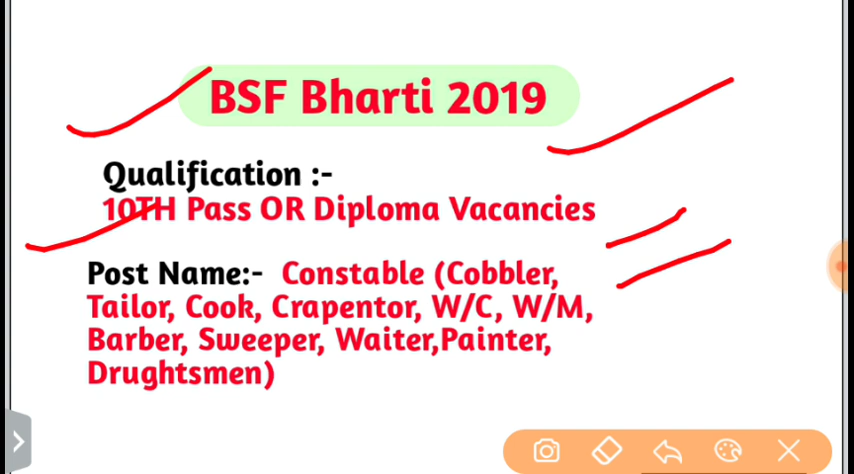 BSF Bharti 2019
Qualification :-
10TH Pass OR Diploma Vacancies
Post Name:- Constable (Cobbler,
Tailor, Cook, Crapentor, W/C, W/M,
Barber, Sweeper, Waiter,Painter,
Drughtsmen)